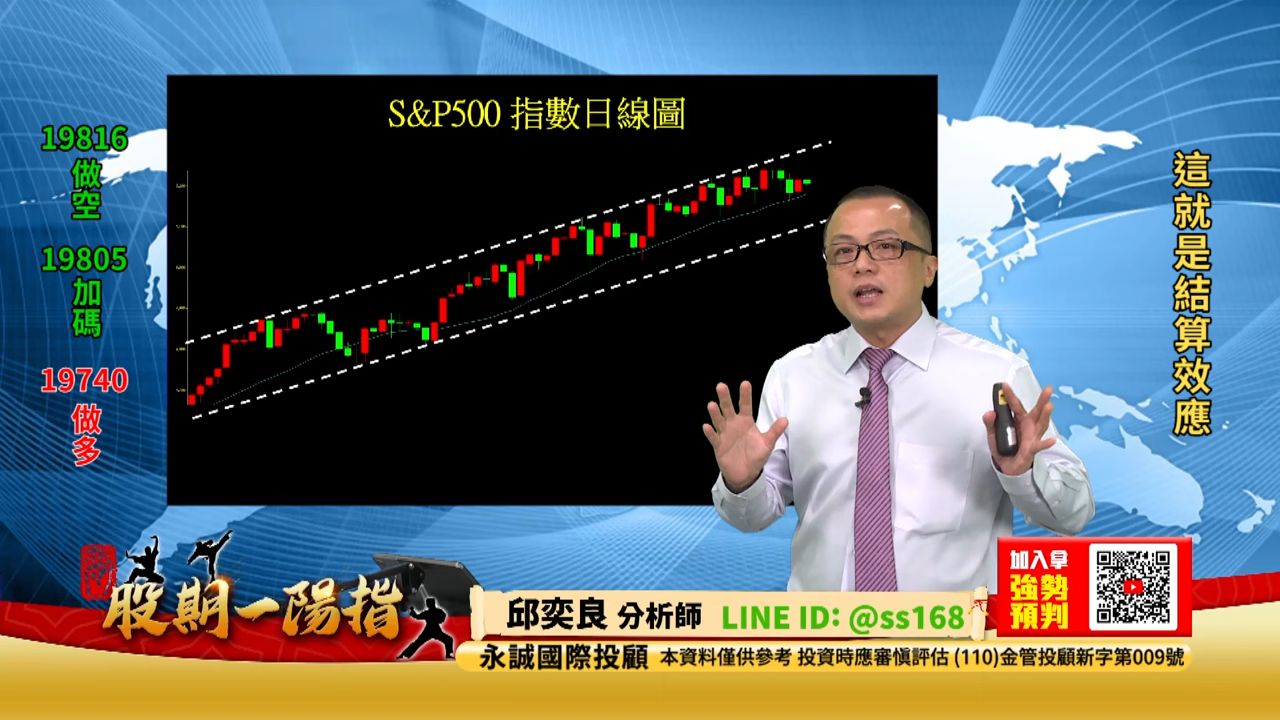 S&P500 指數日線圖
19816
做空
19805
加碼
19740
做多
這就是結算效應
股期一陽指
邱奕良 分析師 LINE ID: @ss168
加入拿
強勢
預判
永誠國際投顧 本資料僅供參考 投資時應審慎評估 (110)金管投顧新字第009號